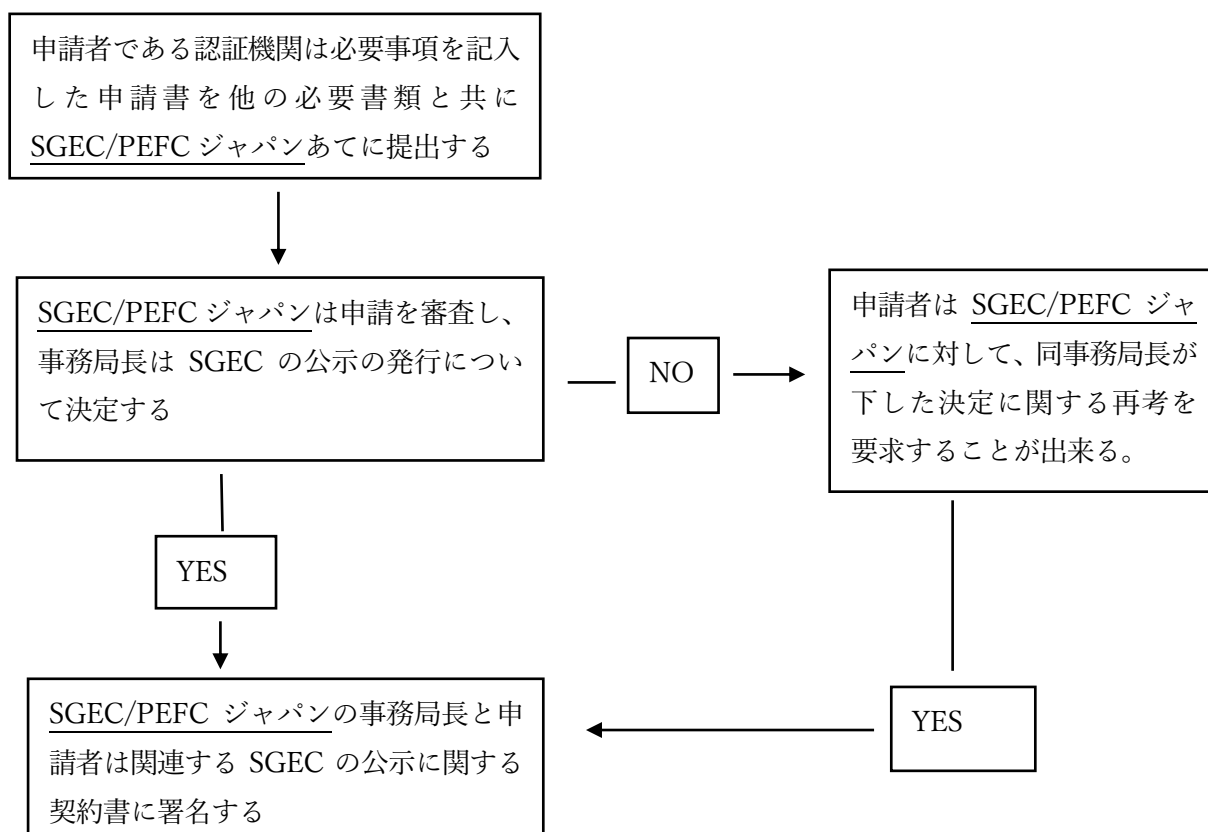 申請者である認証機関は必要事項を記入
した申請書を他の必要書類と共に
SGEC/PEFC ジャパンあてに提出する
SGEC/PEFC ジャパンは申請を審査し、
事務局長は SGEC の公示の発行につい
て決定する
NO
申請者は SGEC/PEFC ジャ
パンに対して、同事務局長が
下した決定に関する再考を
要求することが出来る。
YES
YES
SGEC/PEFC ジャパンの事務局長と申
請者は関連する SGEC の公示に関する
契約書に署名する